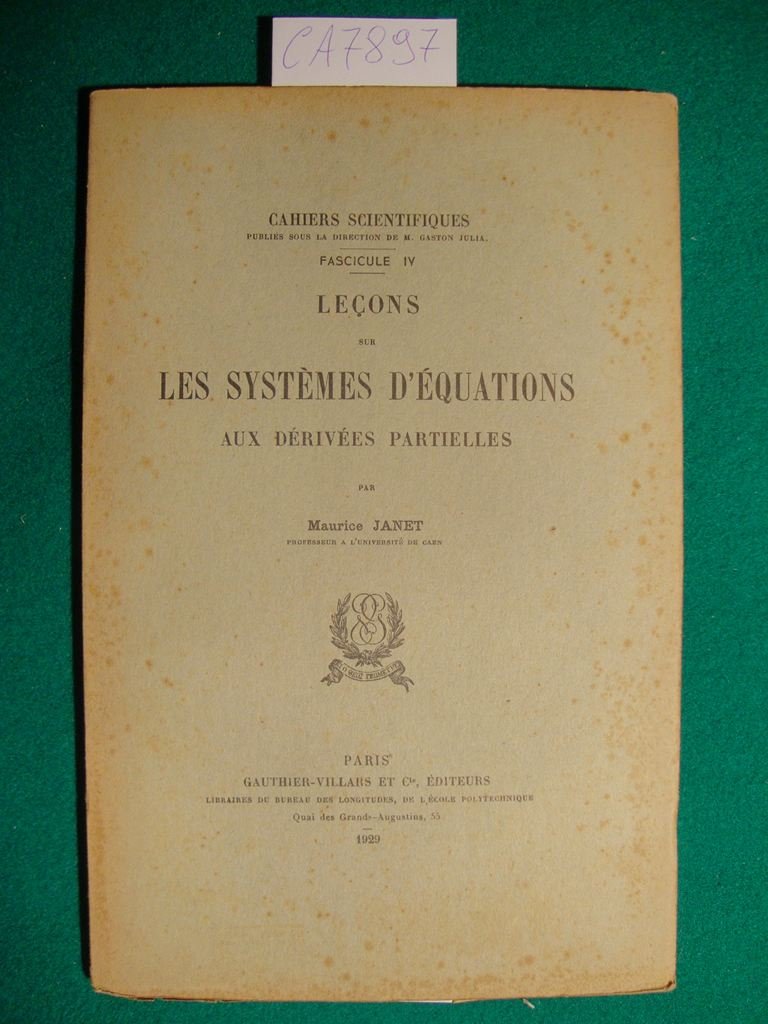 CA7897
CAHIERS SCIENTIFIQUES
PUBLIÉS SOUS LA DIRECTION DE M. GASTON JULIA.
FASCICULE IV
LEÇONS
SUR
LES SYSTÈMES D'ÉQUATIONS
AUX DÉRIVÉES PARTIELLES
PAR
Maurice JANET
PROFESSEUR A L'UNIVERSITÉ DE CAEN
PARIS
GAUTHIER-VILLARS ET Cie, ÉDITEURS
LIBRAIRES DU BUREAU DES LONGITUDES, DE L'ÉCOLE POLYTECHNIQUE
Quai des Grands-Augustins, 55
1929